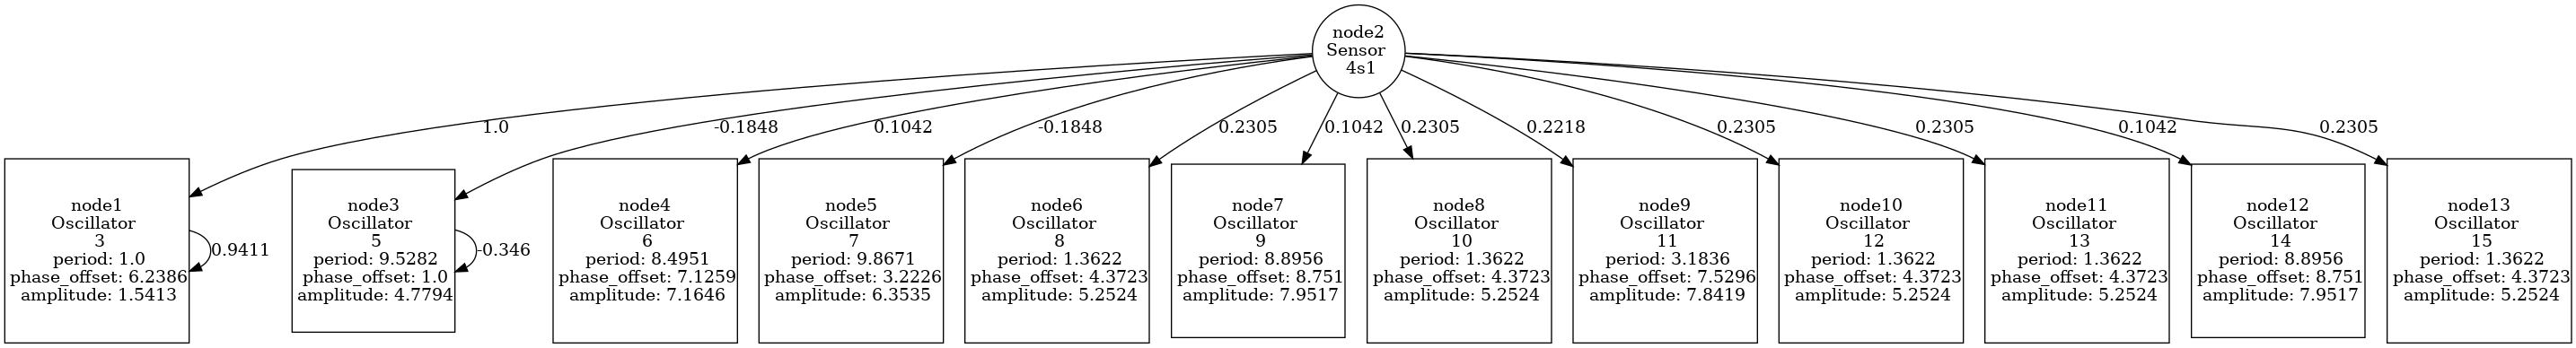 node2
Sensor
4s1
1.0
-0.1848
0.1042
-0.1848
0.2305
0.1042
0.2305
0.2218
0.2305
0.2305
0.1042
0.2305
node1
Oscillator
3
period: 1.0
phase_offset: 6.2386
amplitude: 1.5413
0.9411
node3
Oscillator
5
period: 9.5282
phase_offset: 1.0
amplitude: 4.7794
-0.346
node4
Oscillator
6
period: 8.4951
phase_offset: 7.1259
amplitude: 7.1646
node5
Oscillator
7
period: 9.8671
phase_offset: 3.2226
amplitude: 6.3535
node6
Oscillator
8
period: 1.3622
phase_offset: 4.3723
amplitude: 5.2524
node7
Oscillator
9
period: 8.8956
phase_offset: 8.751
amplitude: 7.9517
node8
Oscillator
10
period: 1.3622
phase_offset: 4.3723
amplitude: 5.2524
node9
Oscillator
11
period: 3.1836
phase_offset: 7.5296
amplitude: 7.8419
node10
Oscillator
12
period: 1.3622
phase_offset: 4.3723
amplitude: 5.2524
node11
Oscillator
13
period: 1.3622
phase_offset: 4.3723
amplitude: 5.2524
node12
Oscillator
14
period: 8.8956
phase_offset: 8.751
amplitude: 7.9517
node13
Oscillator
15
period: 1.3622
phase_offset: 4.3723
amplitude: 5.2524